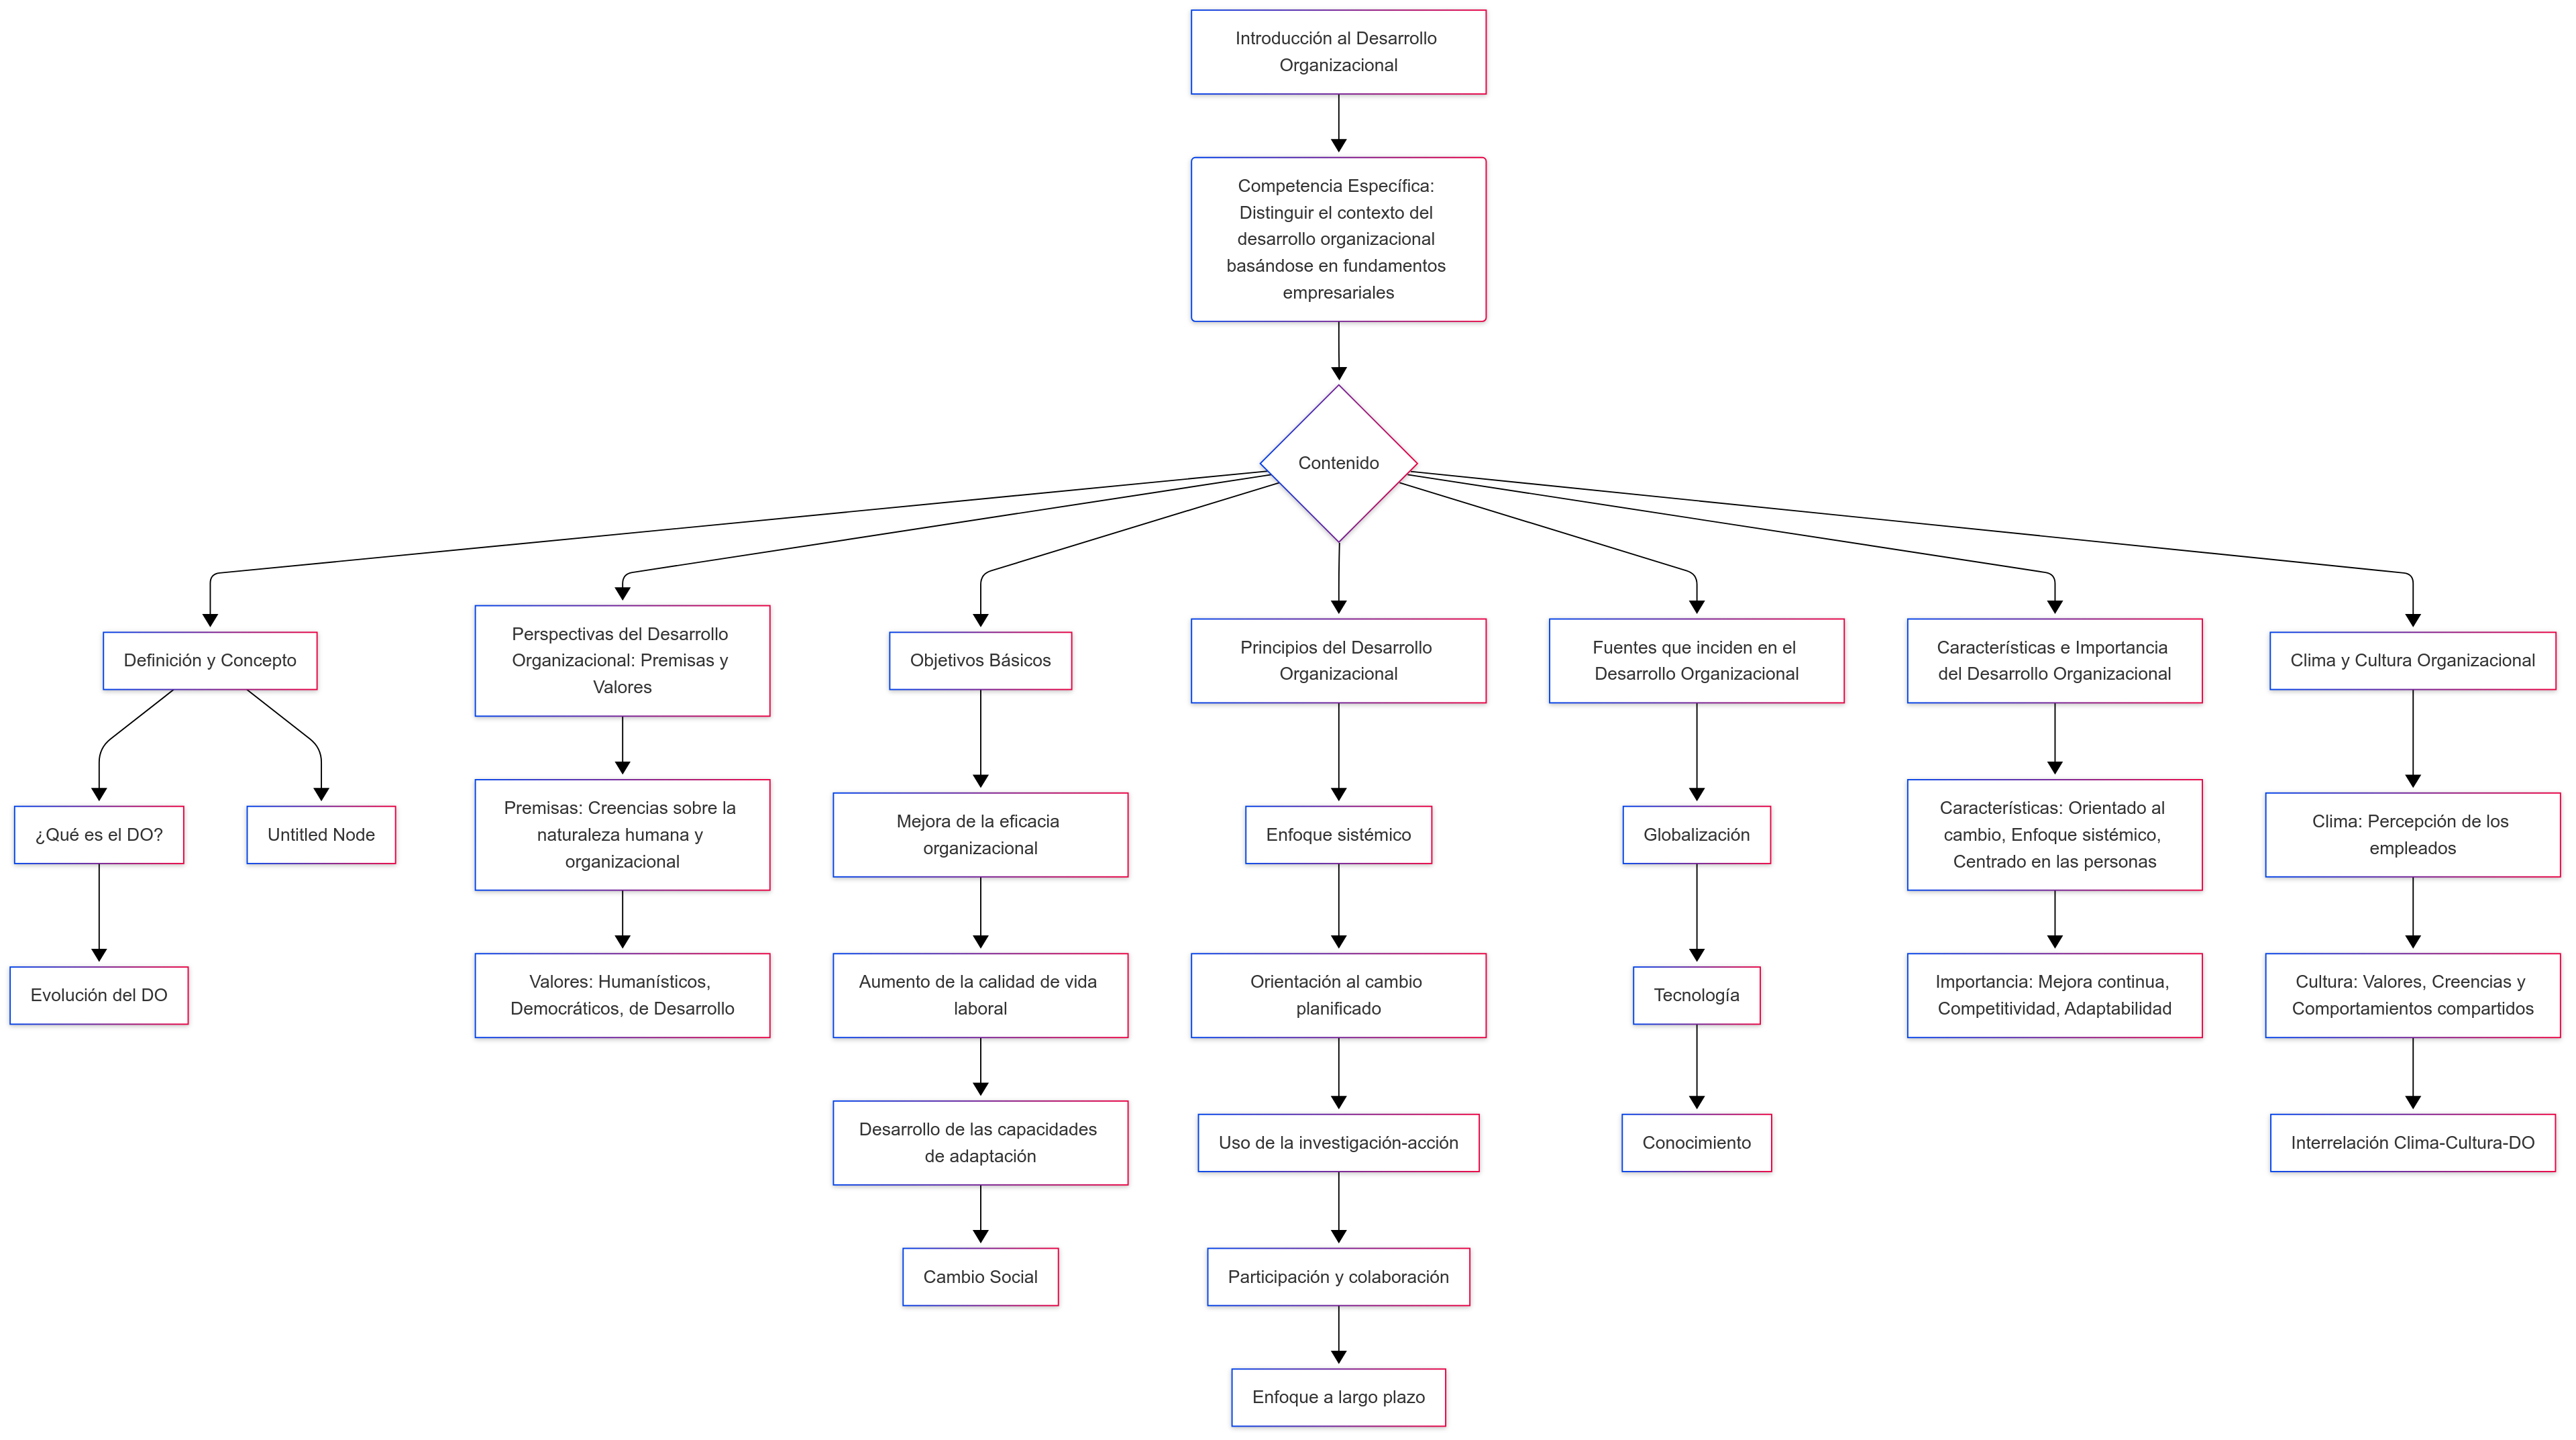 Introducción al Desarrollo
Organizacional
Competencia Específica:
Distinguir el contexto del
desarrollo organizacional
basándose en fundamentos
empresariales
Contenido
Definición y Concepto
Perspectivas del Desarrollo
Organizacional: Premisas y
Valores
Objetivos Básicos
Principios del Desarrollo
Organizacional
Fuentes que inciden en el
Desarrollo Organizacional
Características e Importancia
del Desarrollo Organizacional
Clima y Cultura Organizacional
¿Qué es el DO?
Untitled Node
Premisas: Creencias sobre la
naturaleza humana y
organizacional
Mejora de la eficacia
organizacional
Enfoque sistémico
Globalización
Características: Orientado al
cambio, Enfoque sistémico,
Centrado en las personas
Clima: Percepción de los
empleados
Evolución del DO
Valores: Humanísticos,
Democráticos, de Desarrollo
Aumento de la calidad de vida
laboral
Orientación al cambio
planificado
Tecnología
Importancia: Mejora continua,
Competitividad, Adaptabilidad
Cultura: Valores, Creencias y
Comportamientos compartidos
Desarrollo de las capacidades
de adaptación
Uso de la investigación-acción
Conocimiento
Interrelación Clima-Cultura-DO
Cambio Social
Participación y colaboración
Enfoque a largo plazo